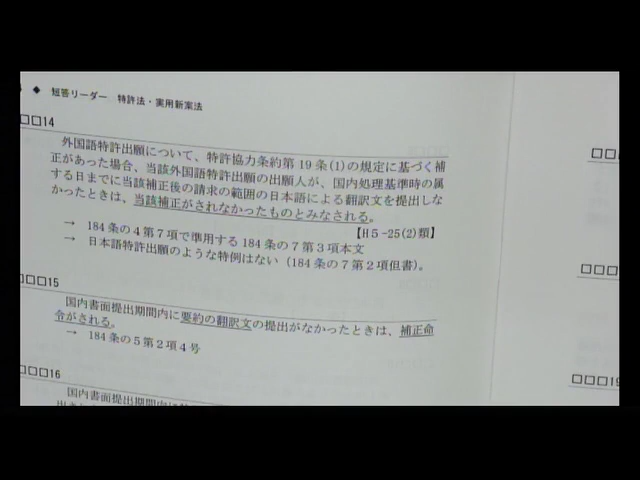 ◆ 短答リーダー 特許法・実用新案法
□□14
外国語特許出願について、特許協力条約第19条(1)の規定に基づく補
正があった場合、当該外国語特許出願の出願人が、国内処理基準時の属
する日までに当該補正後の請求の範囲の日本語による翻訳文を提出しな
かったときは、当該補正がされなかったものとみなされる。
【H5-25(2)類】
→ 184条の4第7項で準用する184条の7第3項本文
→ 日本語特許出願のような特例はない(184条の7第2項但書)。
□□15
国内書面提出期間内に要約の翻訳文の提出がなかったときは、補正命
令がされる。
→ 184条の5第2項4号
□□16
国内書面提出期間内に
□□
□□□
□□□19